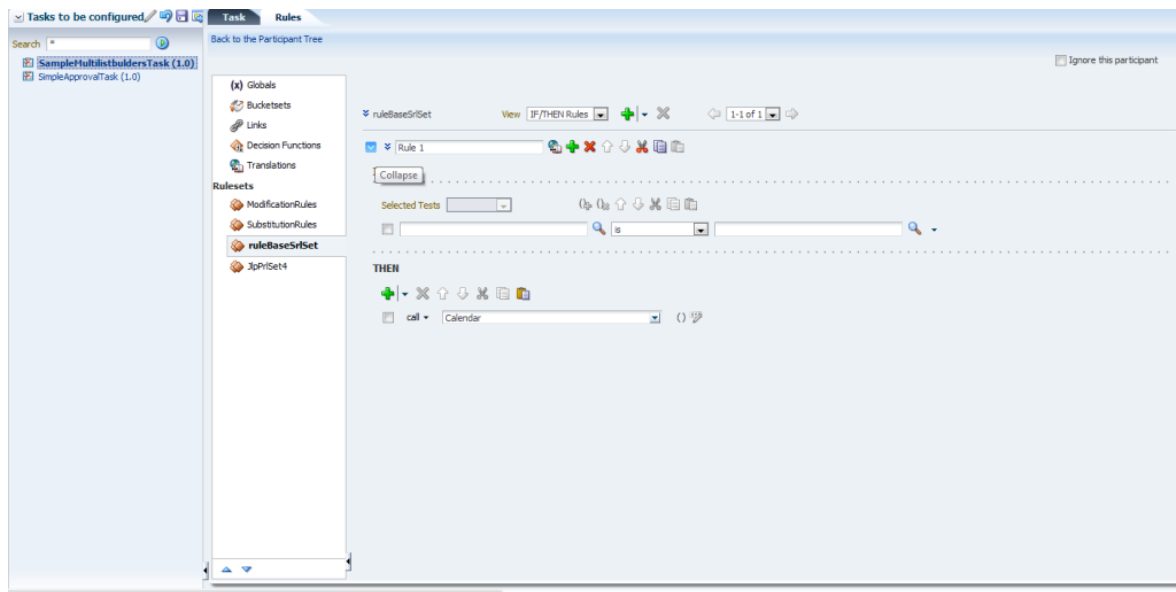 Tasks to be configured
Task Rules
Search *
Back to the Participant Tree
SampleMultilistbuldersTask (1.0)
SimpleApprovalTask (1.0)
Ignore this participant
(x) Globals
Bucketsets
Links
Decision Functions
Translations
Rulesets
ModificationRules
SubstitutionRules
ruleBaseSrlSet
JlpPrlSet4
ruleBaseSrlSet View IF/THEN Rules 1-1 of 1
Rule 1
Collapse
Selected Tests
is
THEN
call Calendar ()